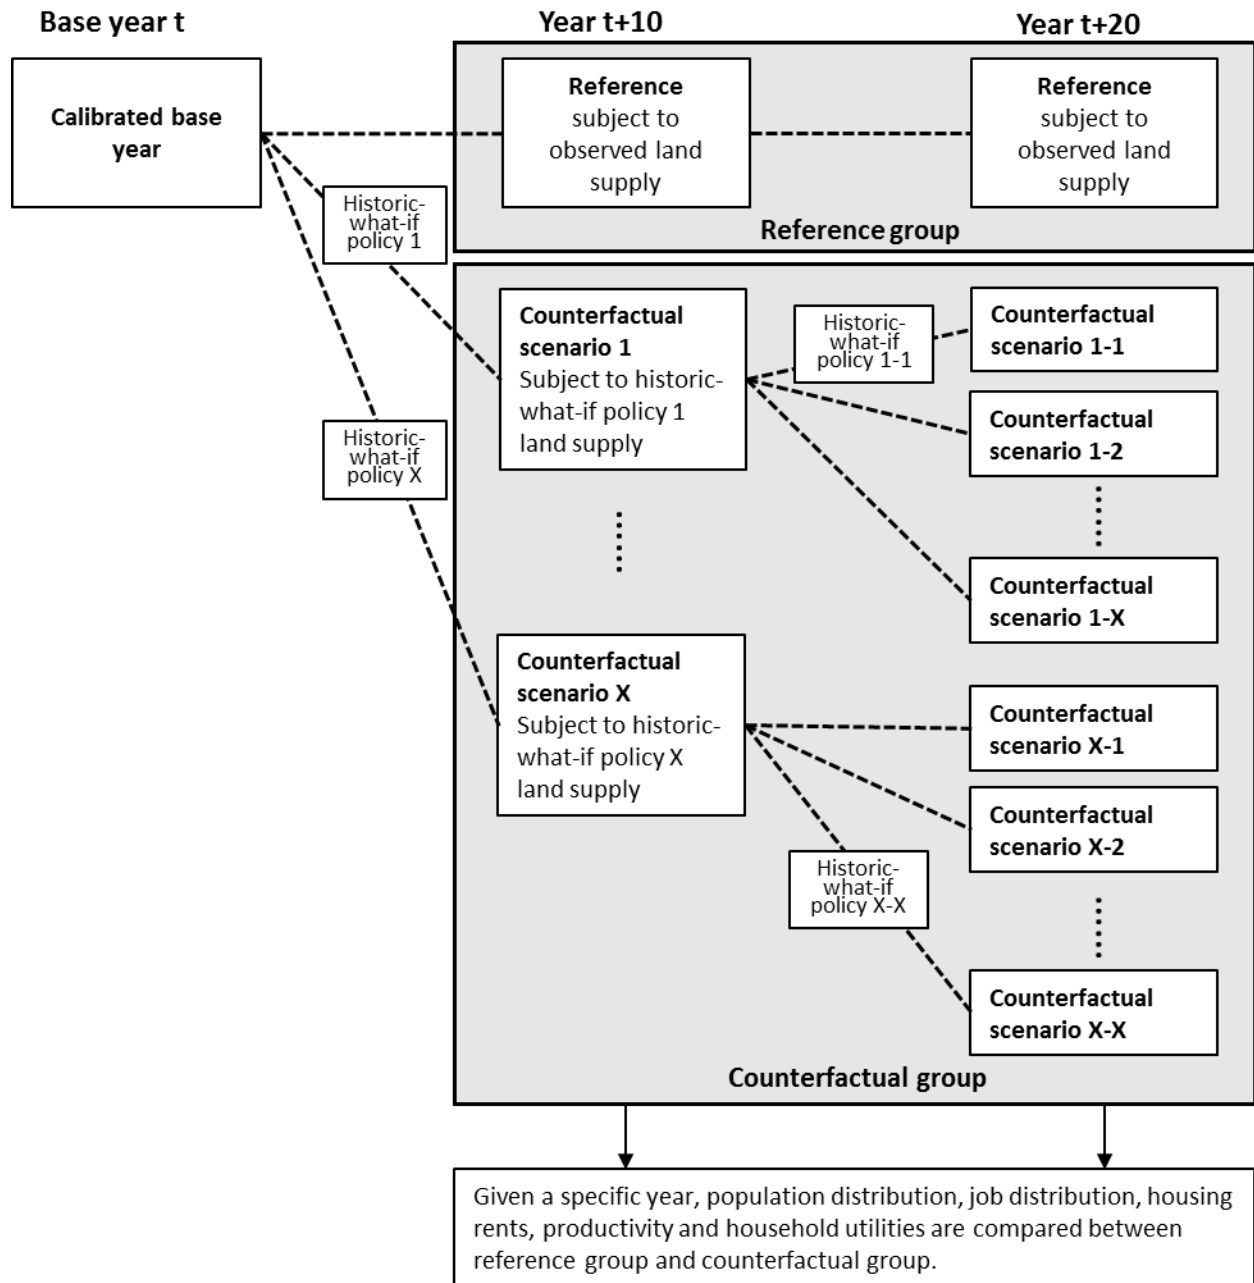 Base year t
Year t+10
Year t+20
Calibrated base
year
Reference
subject to
observed land
supply
Reference
subject to
observed land
supply
Reference group
Historic-
what-if
policy 1
Historic-
what-if
policy X
Counterfactual
scenario 1
Subject to historic-
what-if policy 1
land supply
Historic-
what-if
policy 1-1
Counterfactual
scenario 1-1
Counterfactual
scenario 1-2
Counterfactual
scenario 1-X
Counterfactual
scenario X
Subject to historic-
what-if policy X
land supply
Counterfactual
scenario X-1
Counterfactual
scenario X-2
Historic-
what-if
policy X-X
Counterfactual
scenario X-X
Counterfactual group
Given a specific year, population distribution, job distribution, housing
rents, productivity and household utilities are compared between
reference group and counterfactual group.